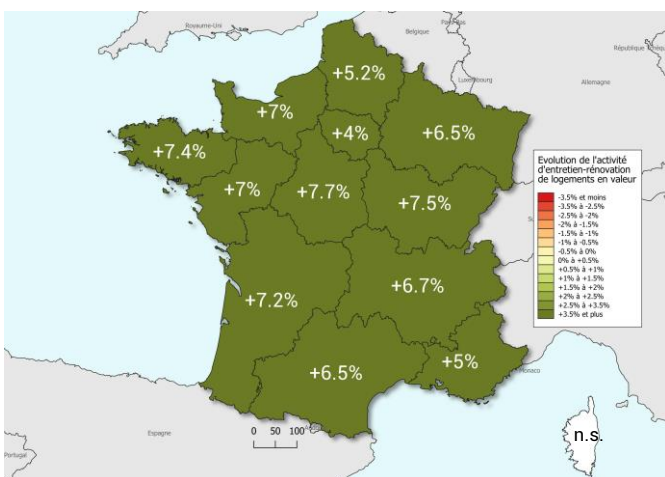 Royaume-Uni
Belgique
Luxembourg
Allemagne
+5.2%
+7%
+4%
+6.5%
+7.4%
+7%
+7.7%
+7.5%
+7.2%
+6.7%
+6.5%
+5%
Monaco
Evolution de l'activité
d'entretien-rénovation
de logements en valeur
-3.5% et moins
-3.5% à -2.5%
-2.5% à -2%
-2% à -1.5%
-1.5% à -1%
-1% à -0.5%
-0.5% à 0%
0% à +0.5%
+0.5% à +1%
+1% à +1.5%
+1.5% à +2%
+2% à +2.5%
+2.5% à +3.5%
+3.5% et plus
0 50 100
Espagne
Portugal
n.s.